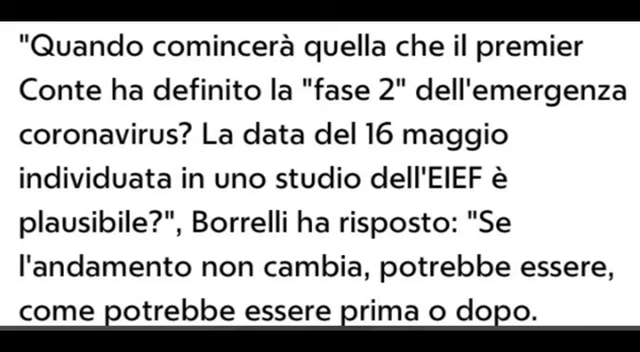 "Quando comincerà quella che il premier
Conte ha definito la "fase 2" dell'emergenza
coronavirus? La data del 16 maggio
individuata in uno studio dell'EIEF è
plausibile?", Borrelli ha risposto: "Se
l'andamento non cambia, potrebbe essere,
come potrebbe essere prima o dopo.